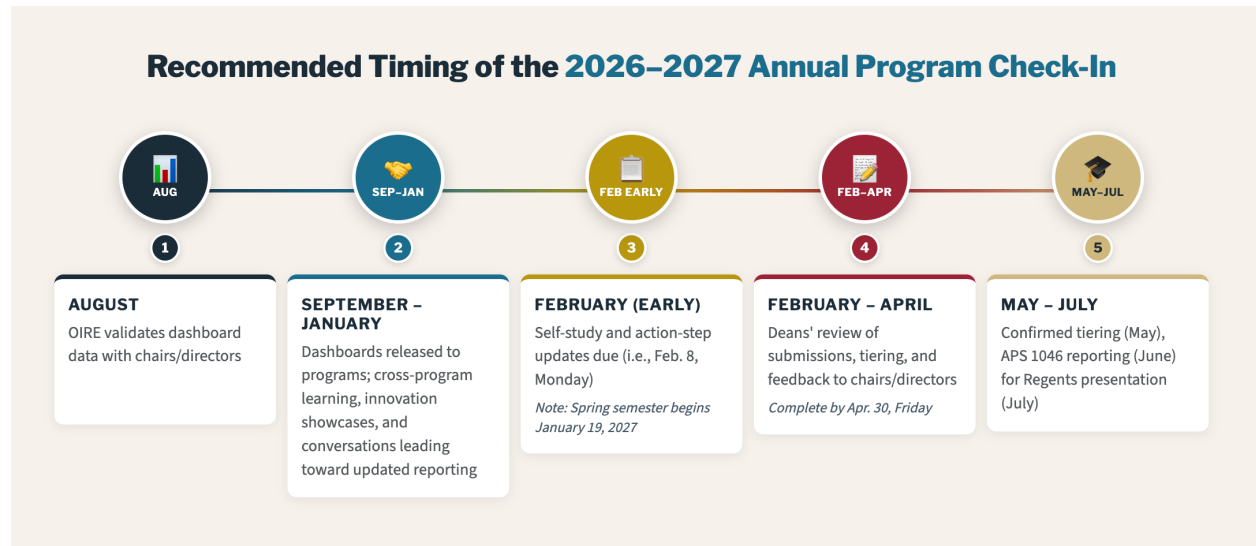 Recommended Timing of the 2026–2027 Annual Program Check-In
AUG
SEP–JAN
FEB EARLY
FEB–APR
MAY–JUL
1
2
3
4
5
AUGUST
OIRE validates dashboard
data with chairs/directors
SEPTEMBER –
JANUARY
Dashboards released to
programs; cross-program
learning, innovation
showcases, and
conversations leading
toward updated reporting
FEBRUARY (EARLY)
Self-study and action-step
updates due (i.e., Feb. 8,
Monday)
Note: Spring semester begins
January 19, 2027
FEBRUARY – APRIL
Deans' review of
submissions, tiering, and
feedback to chairs/directors
Complete by Apr. 30, Friday
MAY – JULY
Confirmed tiering (May),
APS 1046 reporting (June)
for Regents presentation
(July)